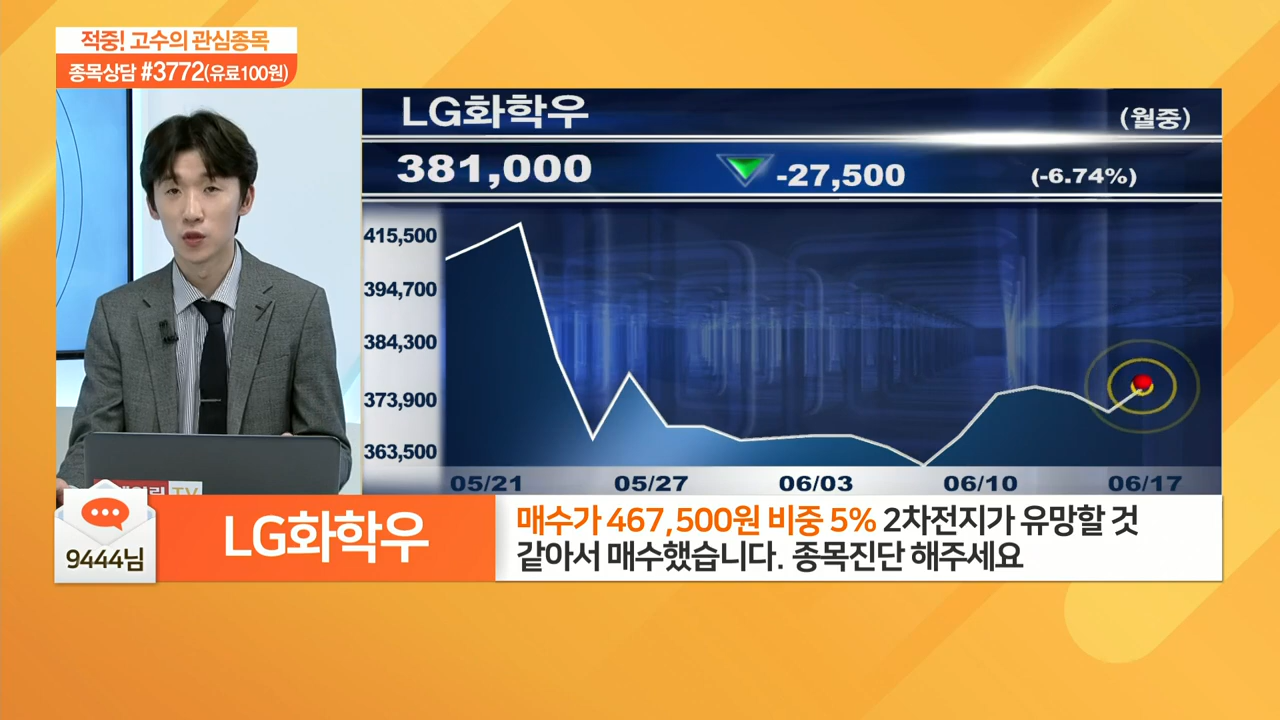 적중! 고수의 관심종목
종목상담 #3772(유료100원)
LG화학우
(월중)
381,000
-27,500
(-6.74%)
415,500
394,700
384,300
373,900
363,500
05/21
05/27
06/03
06/10
06/17
TV
9444님
LG화학우
매수가 467,500원 비중 5% 2차전지가 유망할 것
같아서 매수했습니다. 종목진단 해주세요